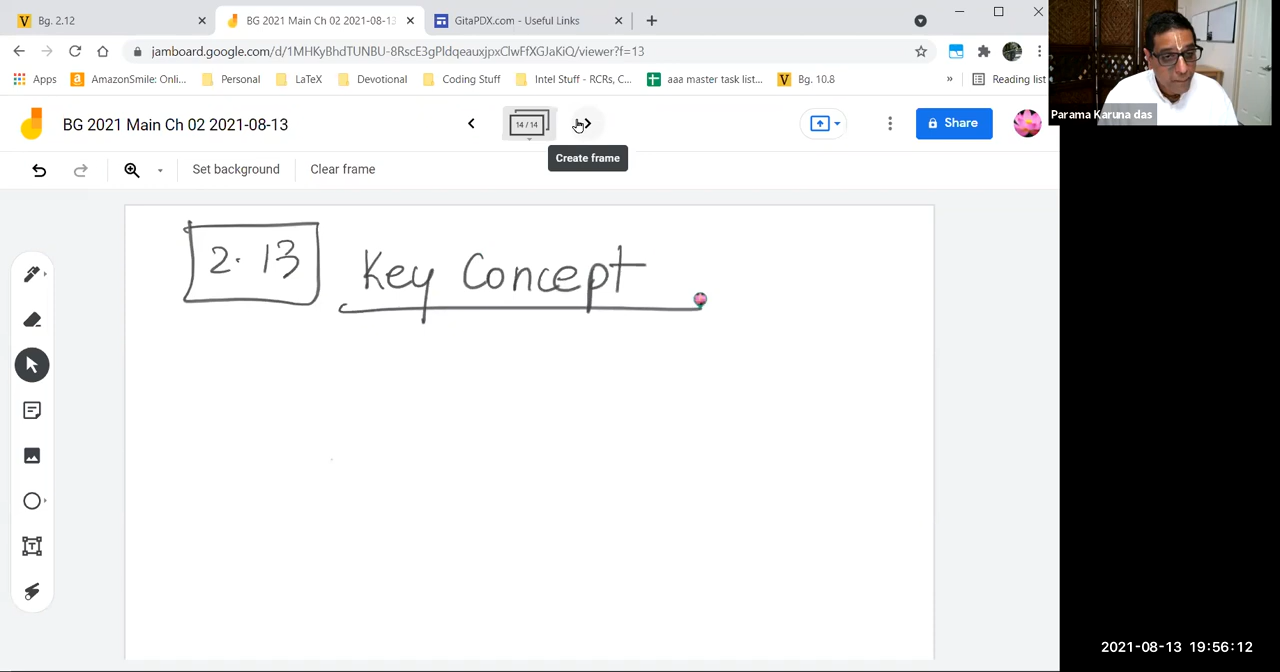 Bg. 2.12
BG 2021 Main Ch 02 2021-08-13
GitaPDX.com - Useful Links
jamboard.google.com/d/1MHKyBhdTUNBU-8RscE3gPldqeauxjpxClwFfXGJaKiQ/viewer?f=13
Apps
AmazonSmile: Onli...
Personal
LaTeX
Devotional
Coding Stuff
Intel Stuff - RCRs, C...
aaa master task list...
Bg. 10.8
»
Reading list
Parama Karuna das
BG 2021 Main Ch 02 2021-08-13
14 / 14
Share
Create frame
Set background
Clear frame
2.13 Key Concept
2021-08-13 19:56:12